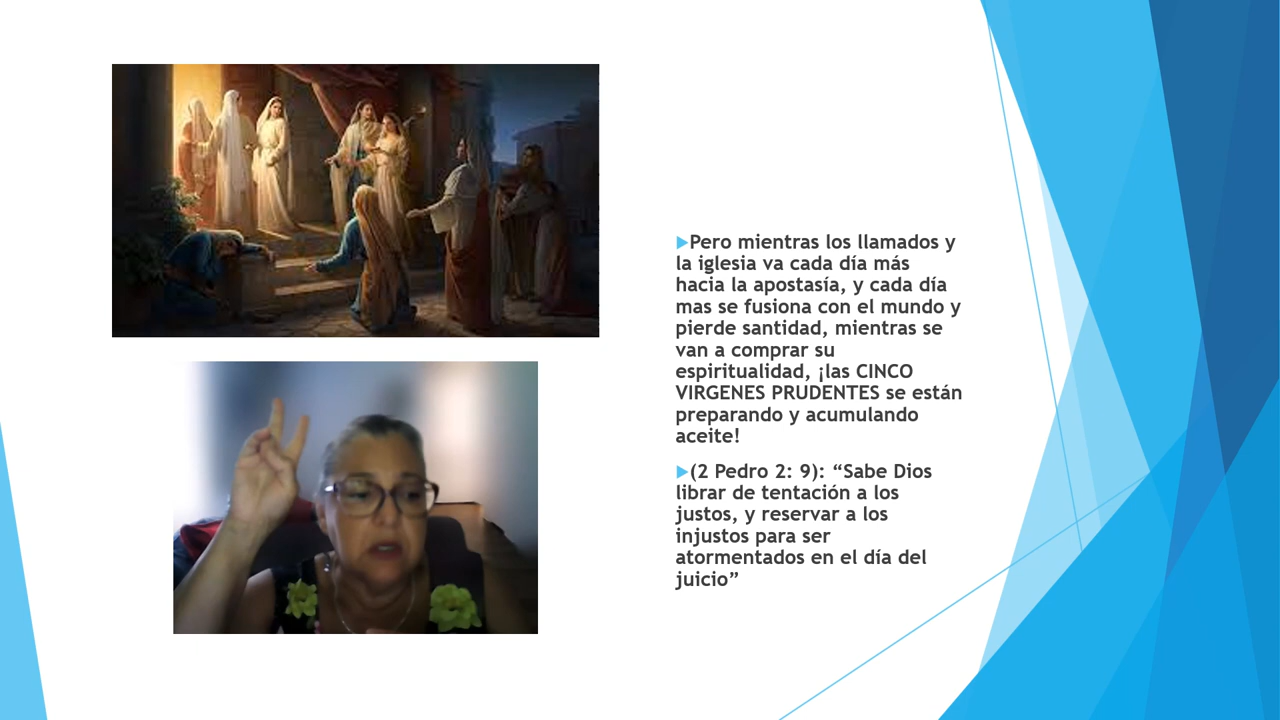 Pero mientras los llamados y
la iglesia va cada día más
hacia la apostasía, y cada día
mas se fusiona con el mundo y
pierde santidad, mientras se
van a comprar su
espiritualidad, ¡las CINCO
VIRGENES PRUDENTES se están
preparando y acumulando
aceite!
(2 Pedro 2: 9): “Sabe Dios
librar de tentación a los
justos, y reservar a los
injustos para ser
atormentados en el día del
juicio”